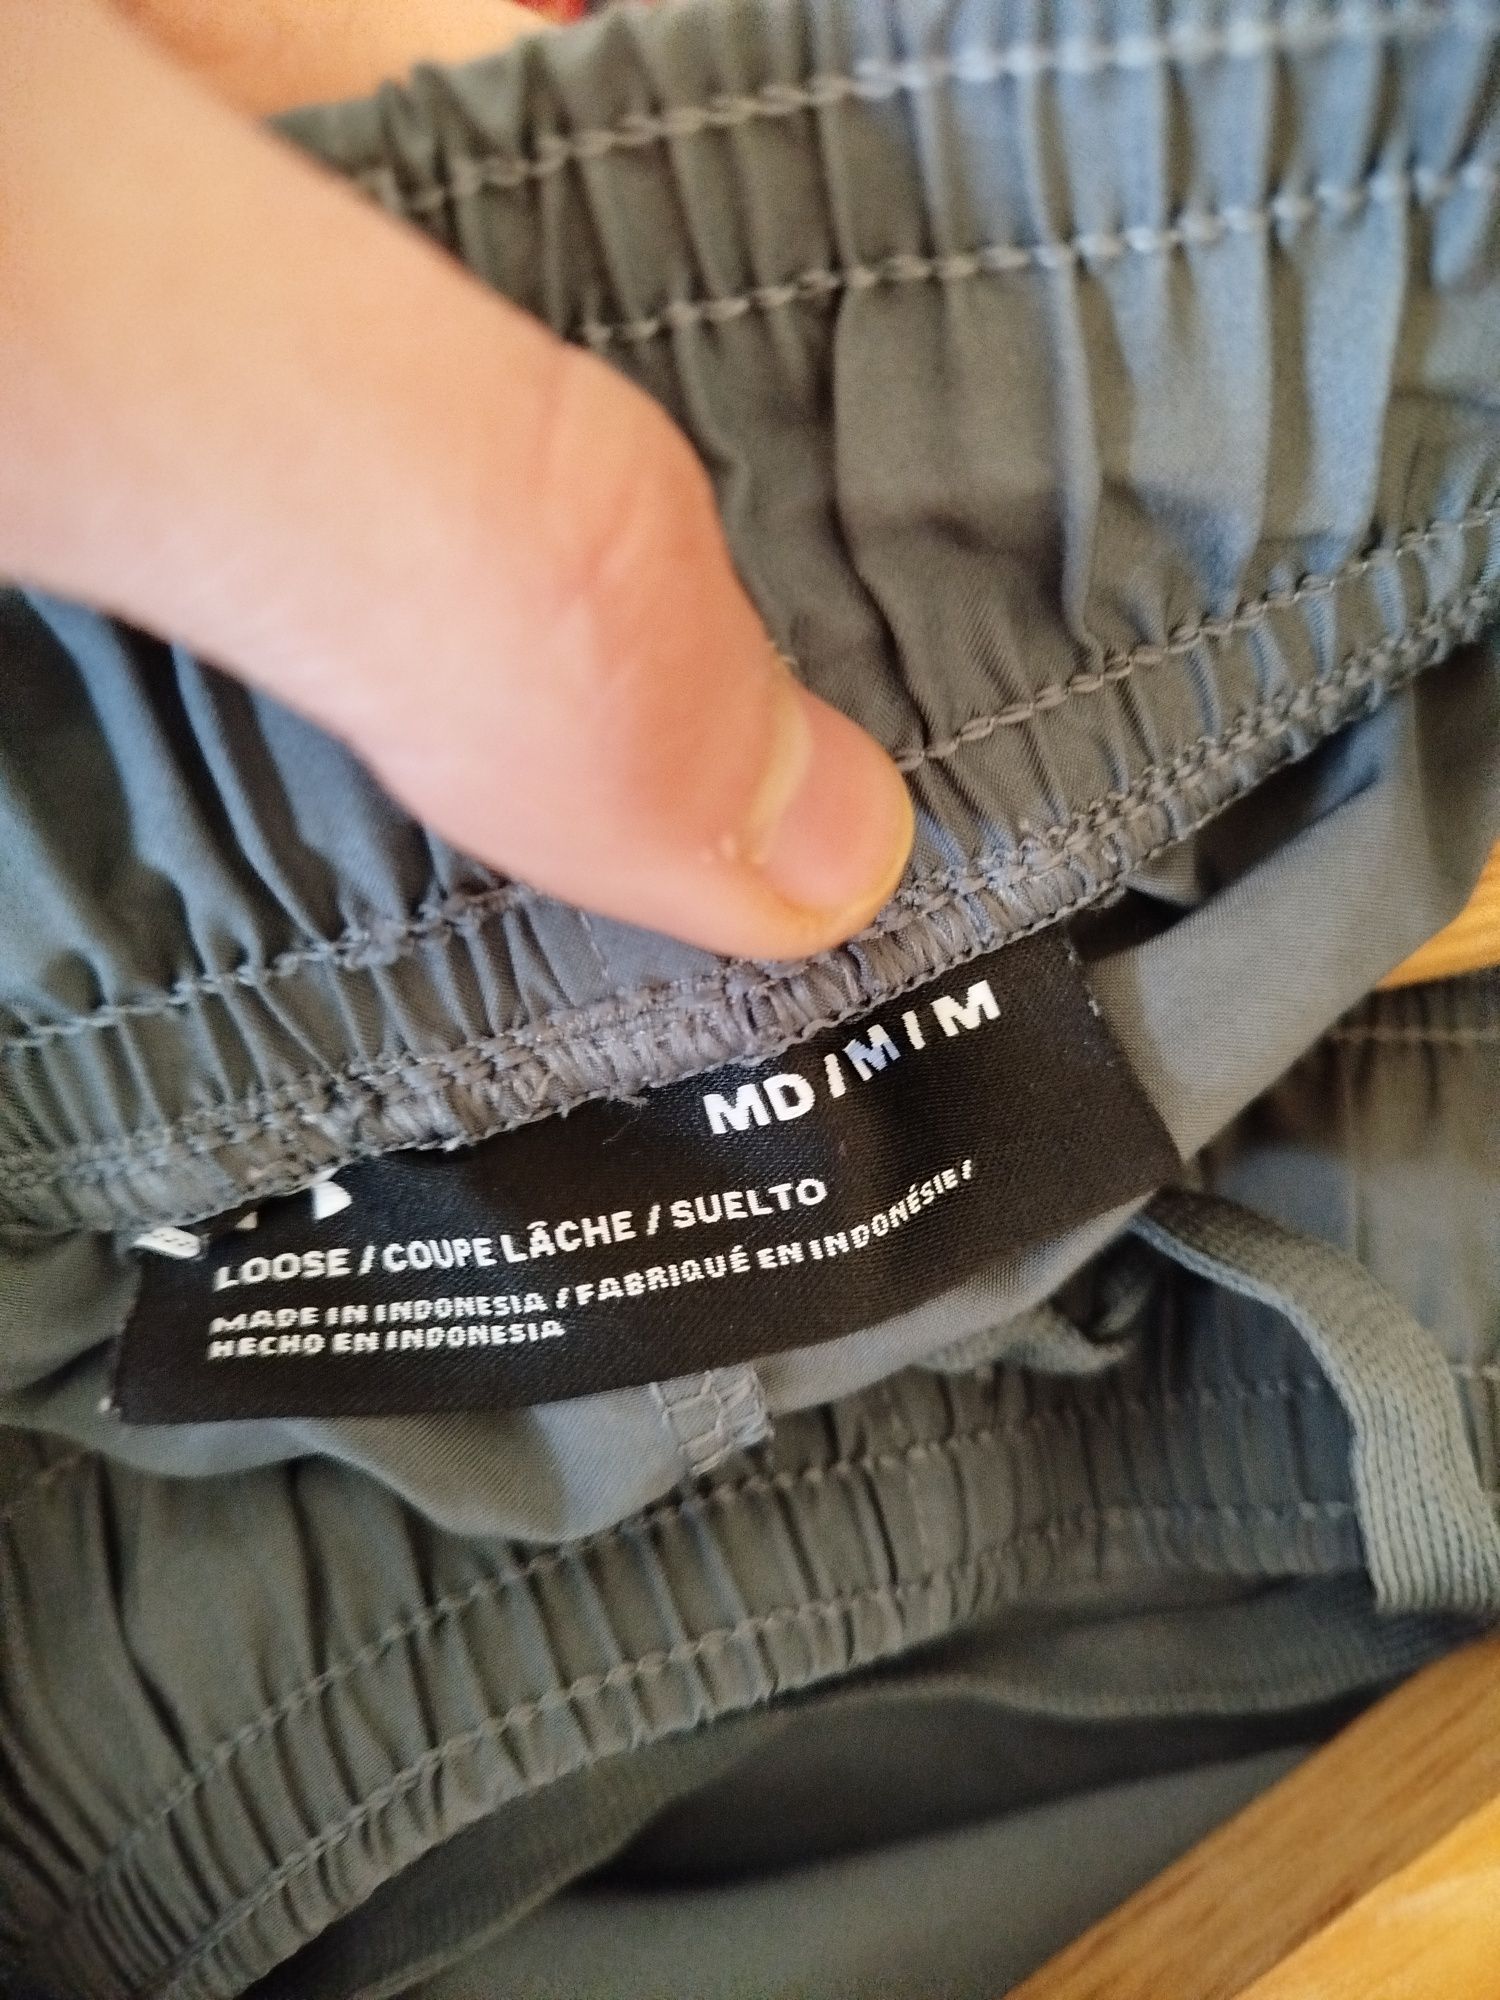 MD / M / M
LOOSE / COUPE LÂCHE / SUELTO
MADE IN INDONESIA / FABRIQUÉ EN INDONÉSIE /
HECHO EN INDONESIA